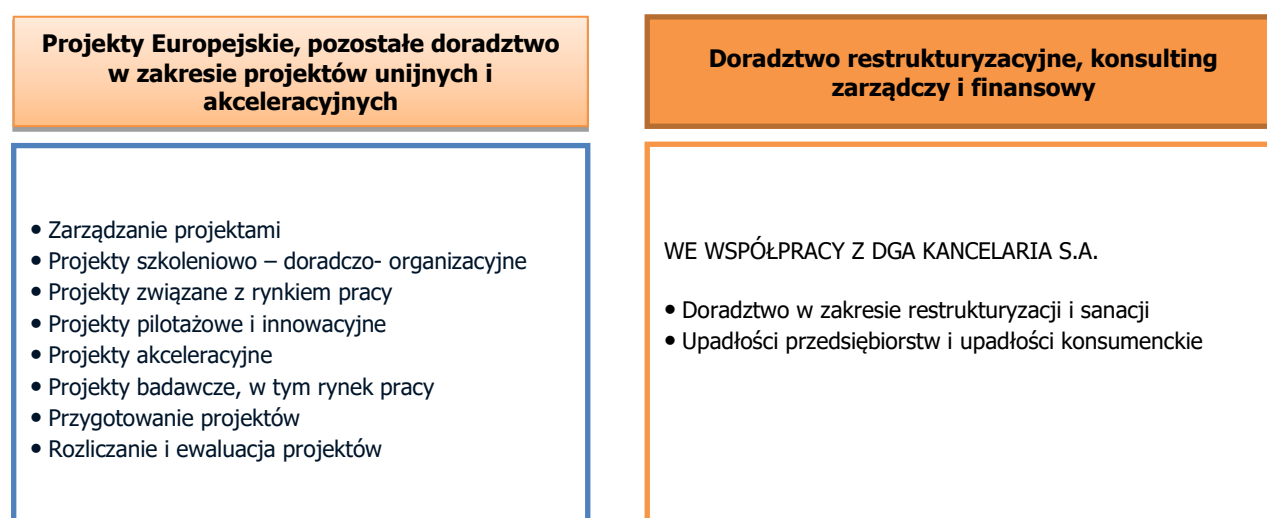 Projekty Europejskie, pozostałe doradztwo
w zakresie projektów unijnych i
akceleracyjnych
• Zarządzanie projektami
• Projekty szkoleniowo – doradczo- organizacyjne
• Projekty związane z rynkiem pracy
• Projekty pilotażowe i innowacyjne
• Projekty akceleracyjne
• Projekty badawcze, w tym rynek pracy
• Przygotowanie projektów
• Rozliczanie i ewaluacja projektów
Doradztwo restrukturyzacyjne, konsulting
zarządczy i finansowy
WE WSPÓŁPRACY Z DGA KANCELARIA S.A.
• Doradztwo w zakresie restrukturyzacji i sanacji
• Upadłości przedsiębiorstw i upadłości konsumenckie